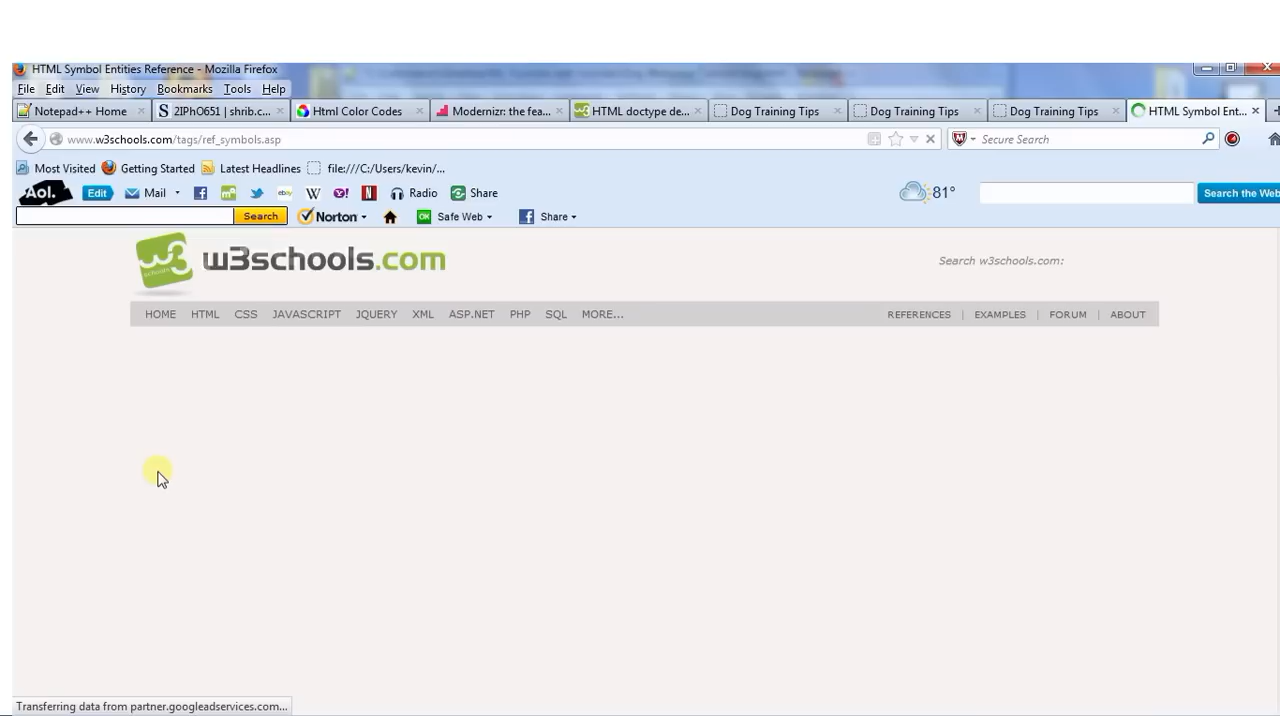 HTML Symbol Entities Reference - Mozilla Firefox
File Edit View History Bookmarks Tools Help
Notepad++ Home 2IPhO651 | shrib.c... Html Color Codes Modernizr: the fea... HTML doctype de... Dog Training Tips Dog Training Tips Dog Training Tips HTML Symbol Ent...
www.w3schools.com/tags/ref_symbols.asp Secure Search
Most Visited Getting Started Latest Headlines file:///C:/Users/kevin/...
Aol. Edit Mail ebay W Y! N Radio Share 81° Search the Web
Search Norton OK Safe Web Share
w3 schools w3schools.com Search w3schools.com:
HOME HTML CSS JAVASCRIPT JQUERY XML ASP.NET PHP SQL MORE... REFERENCES | EXAMPLES | FORUM | ABOUT
Transferring data from partner.googleadservices.com...